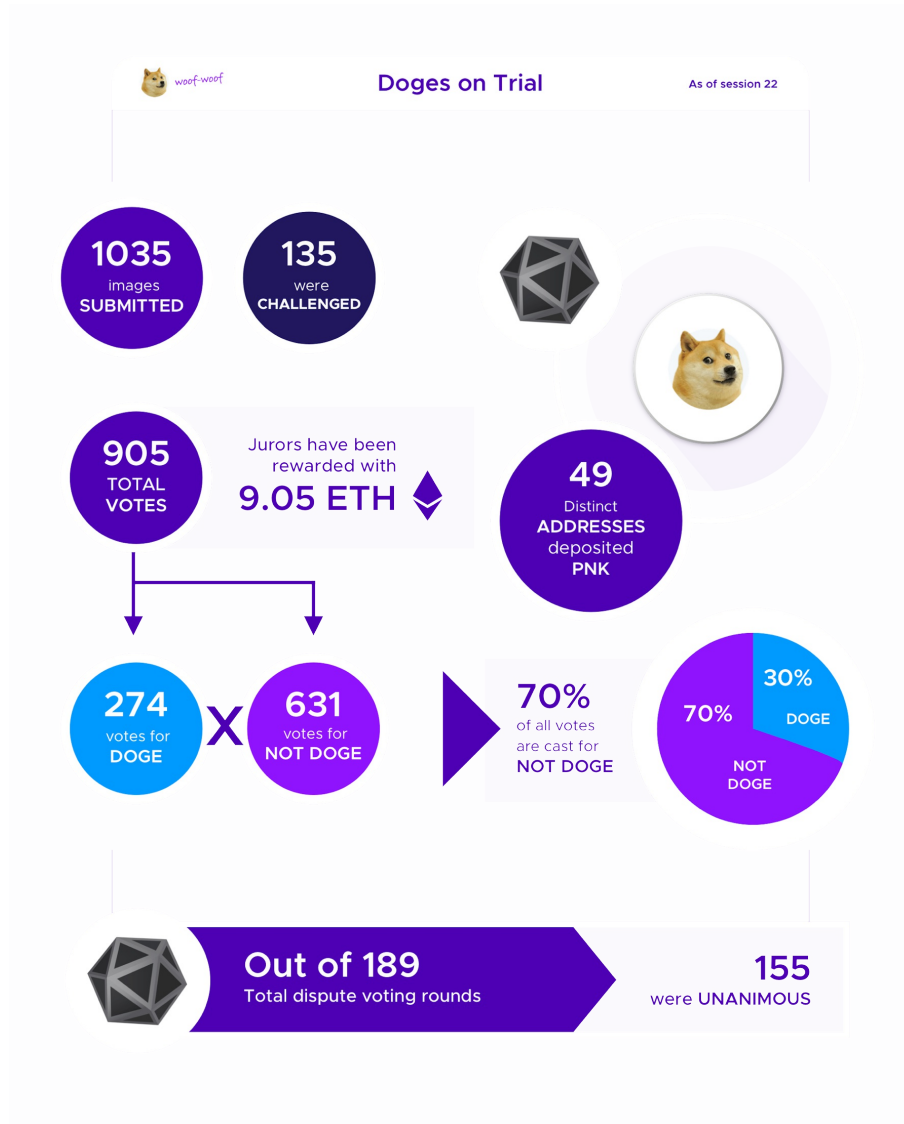 woof-woof
Doges on Trial
As of session 22
1035
images
SUBMITTED
135
were
CHALLENGED
905
TOTAL
VOTES
Jurors have been
rewarded with
9.05 ETH
49
Distinct
ADDRESSES
deposited
PNK
274
votes for
DOGE
X
631
votes for
NOT DOGE
70%
of all votes
are cast for
NOT DOGE
30%
DOGE
70%
NOT
DOGE
Out of 189
Total dispute voting rounds
155
were UNANIMOUS